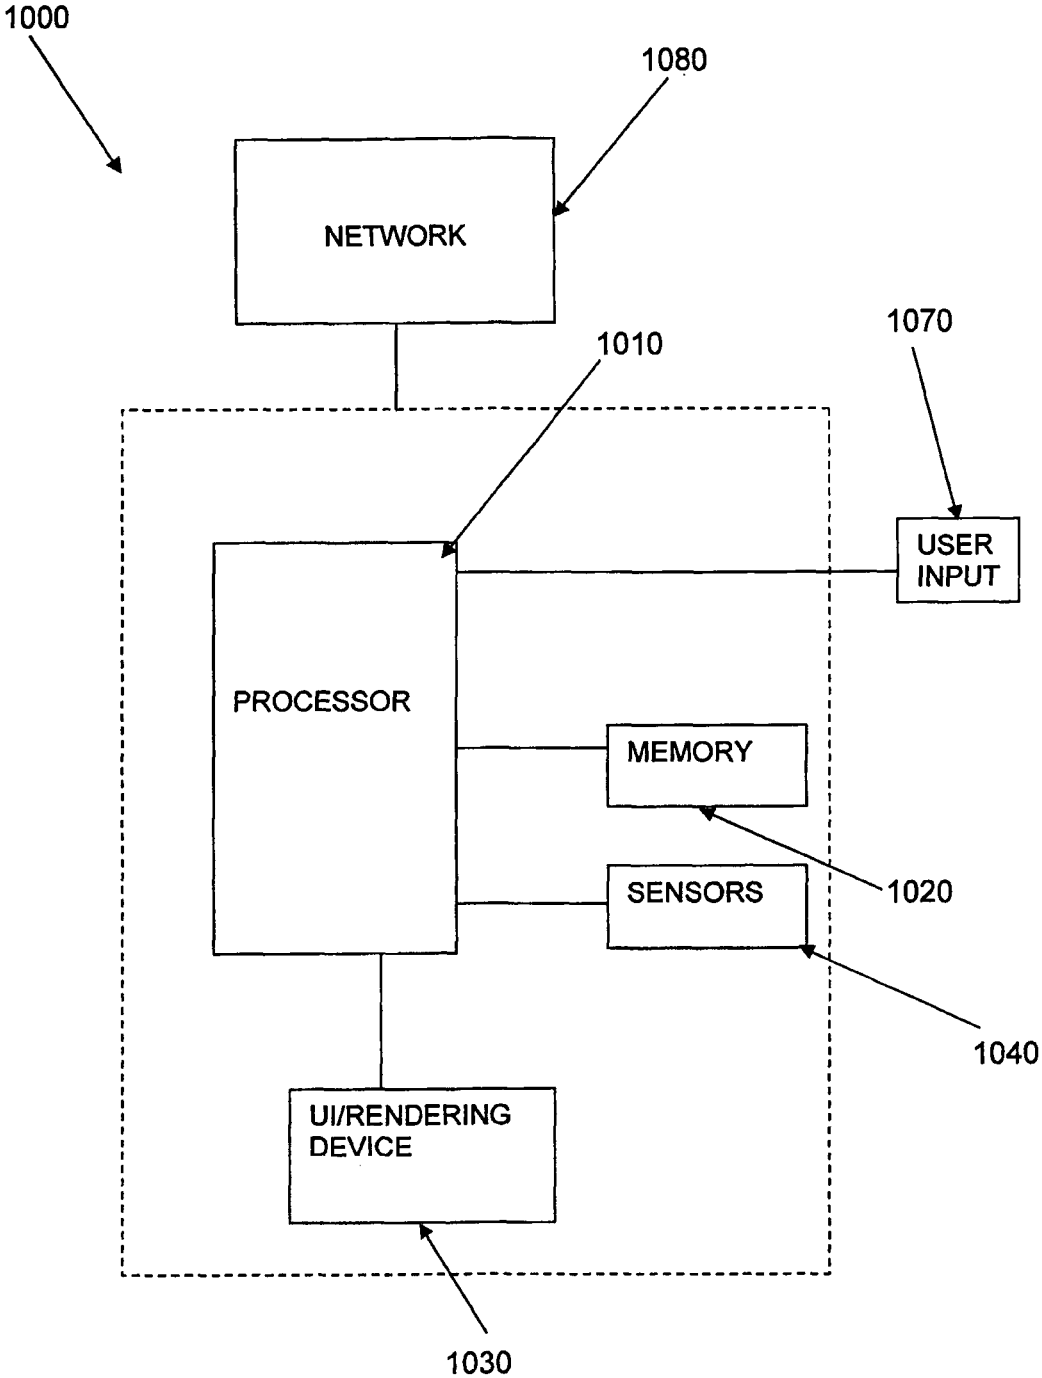 1000
1080
NETWORK
1070
1010
USER
INPUT
PROCESSOR
MEMORY
1020
SENSORS
1040
UI/RENDERING
DEVICE
1030